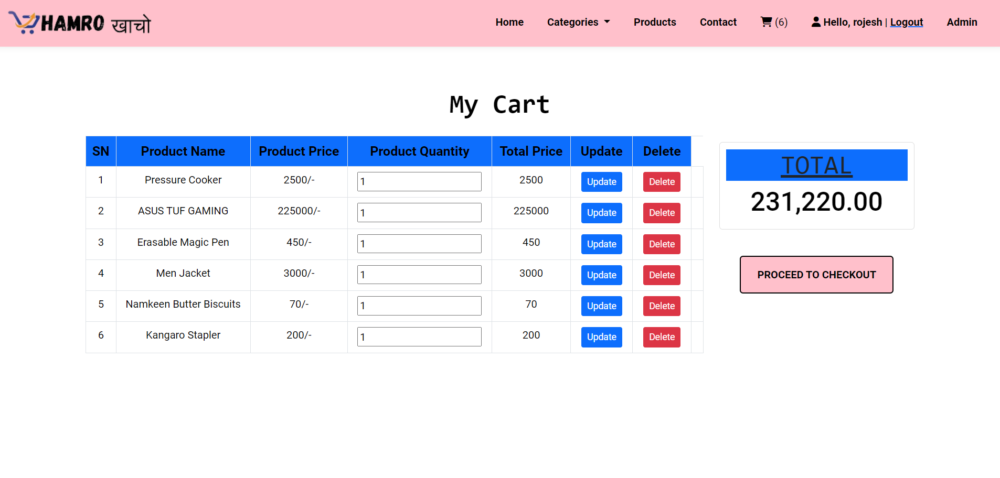 HAMRO खाचो
Home Categories Products Contact (6) Hello, rojesh | Logout Admin
My Cart
SN Product Name Product Price Product Quantity Total Price Update Delete
1 Pressure Cooker 2500/- 1 2500 Update Delete
2 ASUS TUF GAMING 225000/- 1 225000 Update Delete
3 Erasable Magic Pen 450/- 1 450 Update Delete
4 Men Jacket 3000/- 1 3000 Update Delete
5 Namkeen Butter Biscuits 70/- 1 70 Update Delete
6 Kangaro Stapler 200/- 1 200 Update Delete
TOTAL
231,220.00
PROCEED TO CHECKOUT